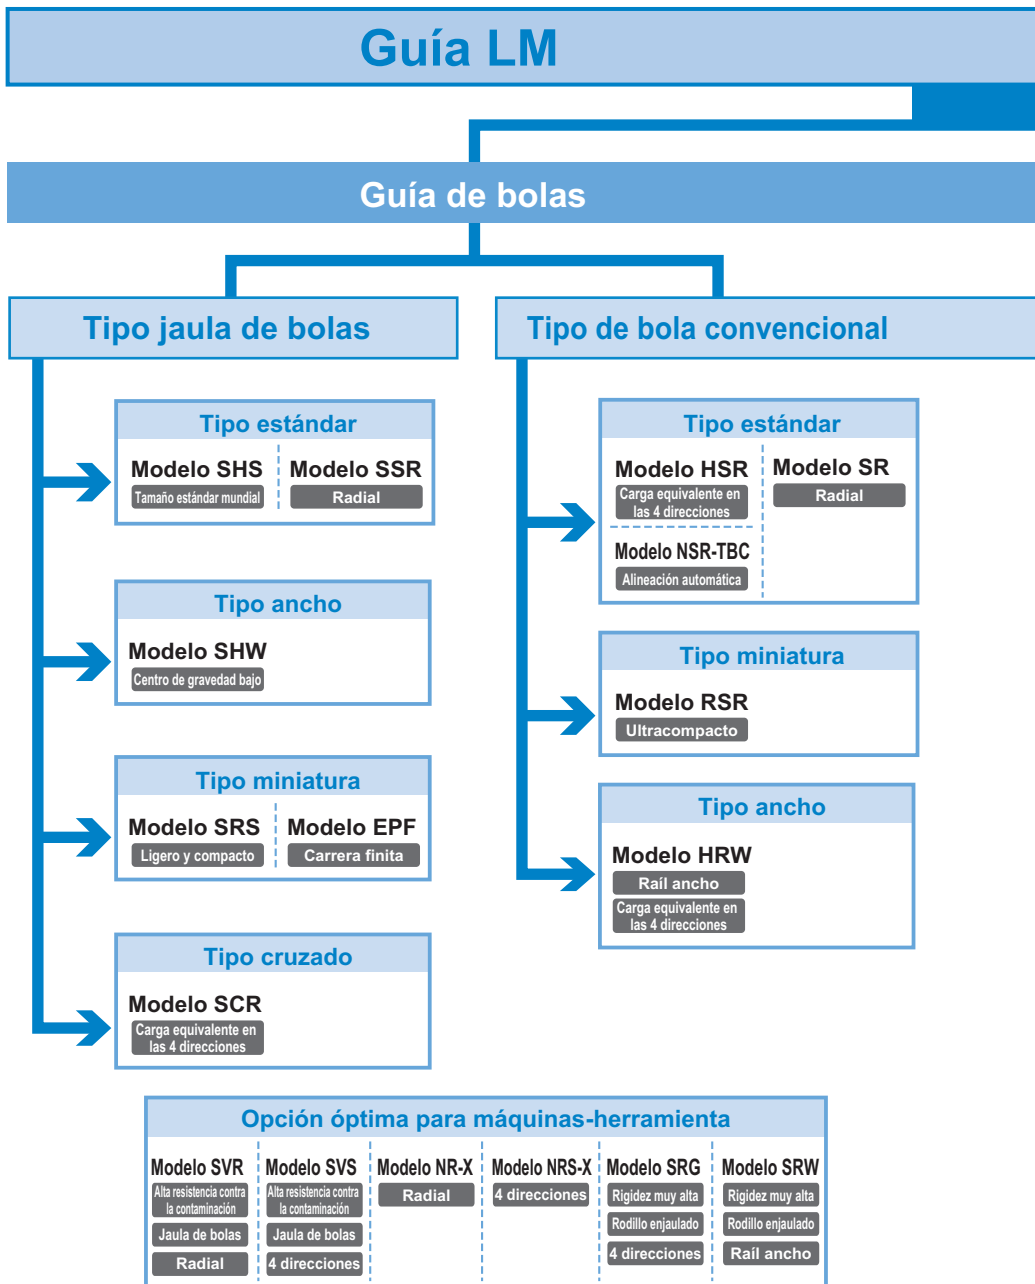 Guía LM
Guía de bolas
Tipo jaula de bolas
Tipo estándar
Modelo SHS
Tamaño estándar mundial
Modelo SSR
Radial
Tipo ancho
Modelo SHW
Centro de gravedad bajo
Tipo miniatura
Modelo SRS
Ligero y compacto
Modelo EPF
Carrera finita
Tipo cruzado
Modelo SCR
Carga equivalente en
las 4 direcciones
Tipo de bola convencional
Tipo estándar
Modelo HSR
Carga equivalente en
las 4 direcciones
Modelo NSR-TBC
Alineación automática
Modelo SR
Radial
Tipo miniatura
Modelo RSR
Ultracompacto
Tipo ancho
Modelo HRW
Raíl ancho
Carga equivalente en
las 4 direcciones
Opción óptima para máquinas-herramienta
Modelo SVR
Alta resistencia contra
la contaminación
Jaula de bolas
Radial
Modelo SVS
Alta resistencia contra
la contaminación
Jaula de bolas
4 direcciones
Modelo NR-X
Radial
Modelo NRS-X
4 direcciones
Modelo SRG
Rigidez muy alta
Rodillo enjaulado
4 direcciones
Modelo SRW
Rigidez muy alta
Rodillo enjaulado
Raíl ancho